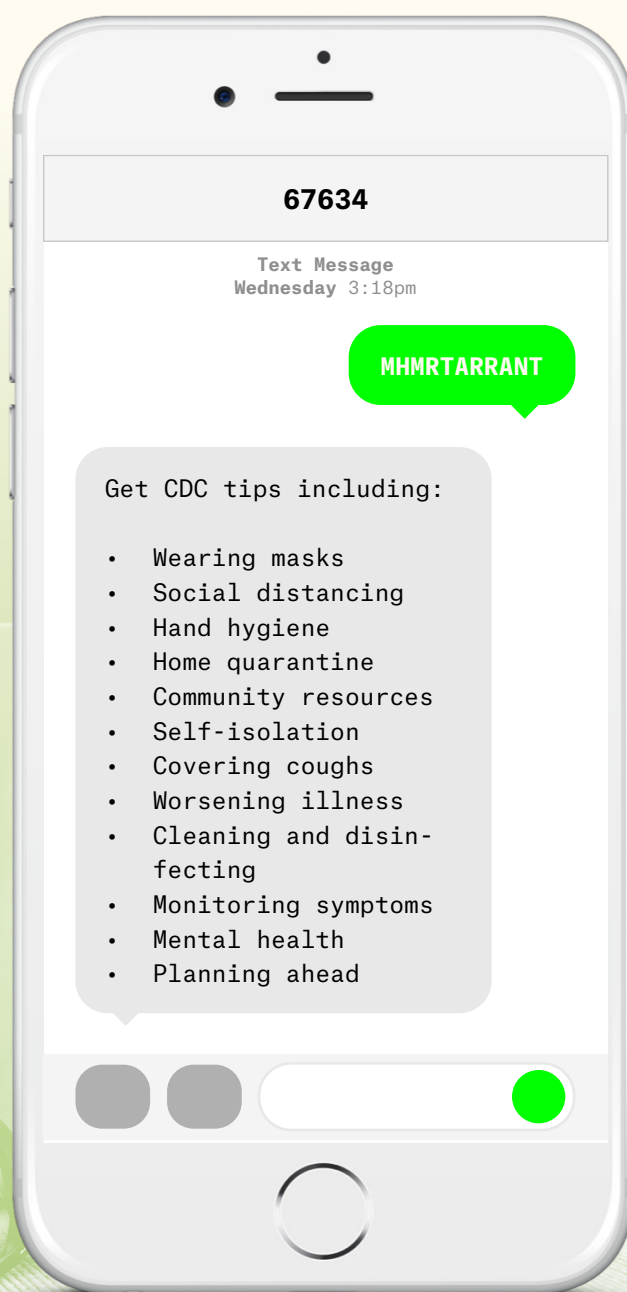 67634
Text Message
Wednesday 3:18pm
MHMRTARRANT
Get CDC tips including:
• Wearing masks
• Social distancing
• Hand hygiene
• Home quarantine
• Community resources
• Self-isolation
• Covering coughs
• Worsening illness
• Cleaning and disin-
fecting
• Monitoring symptoms
• Mental health
• Planning ahead